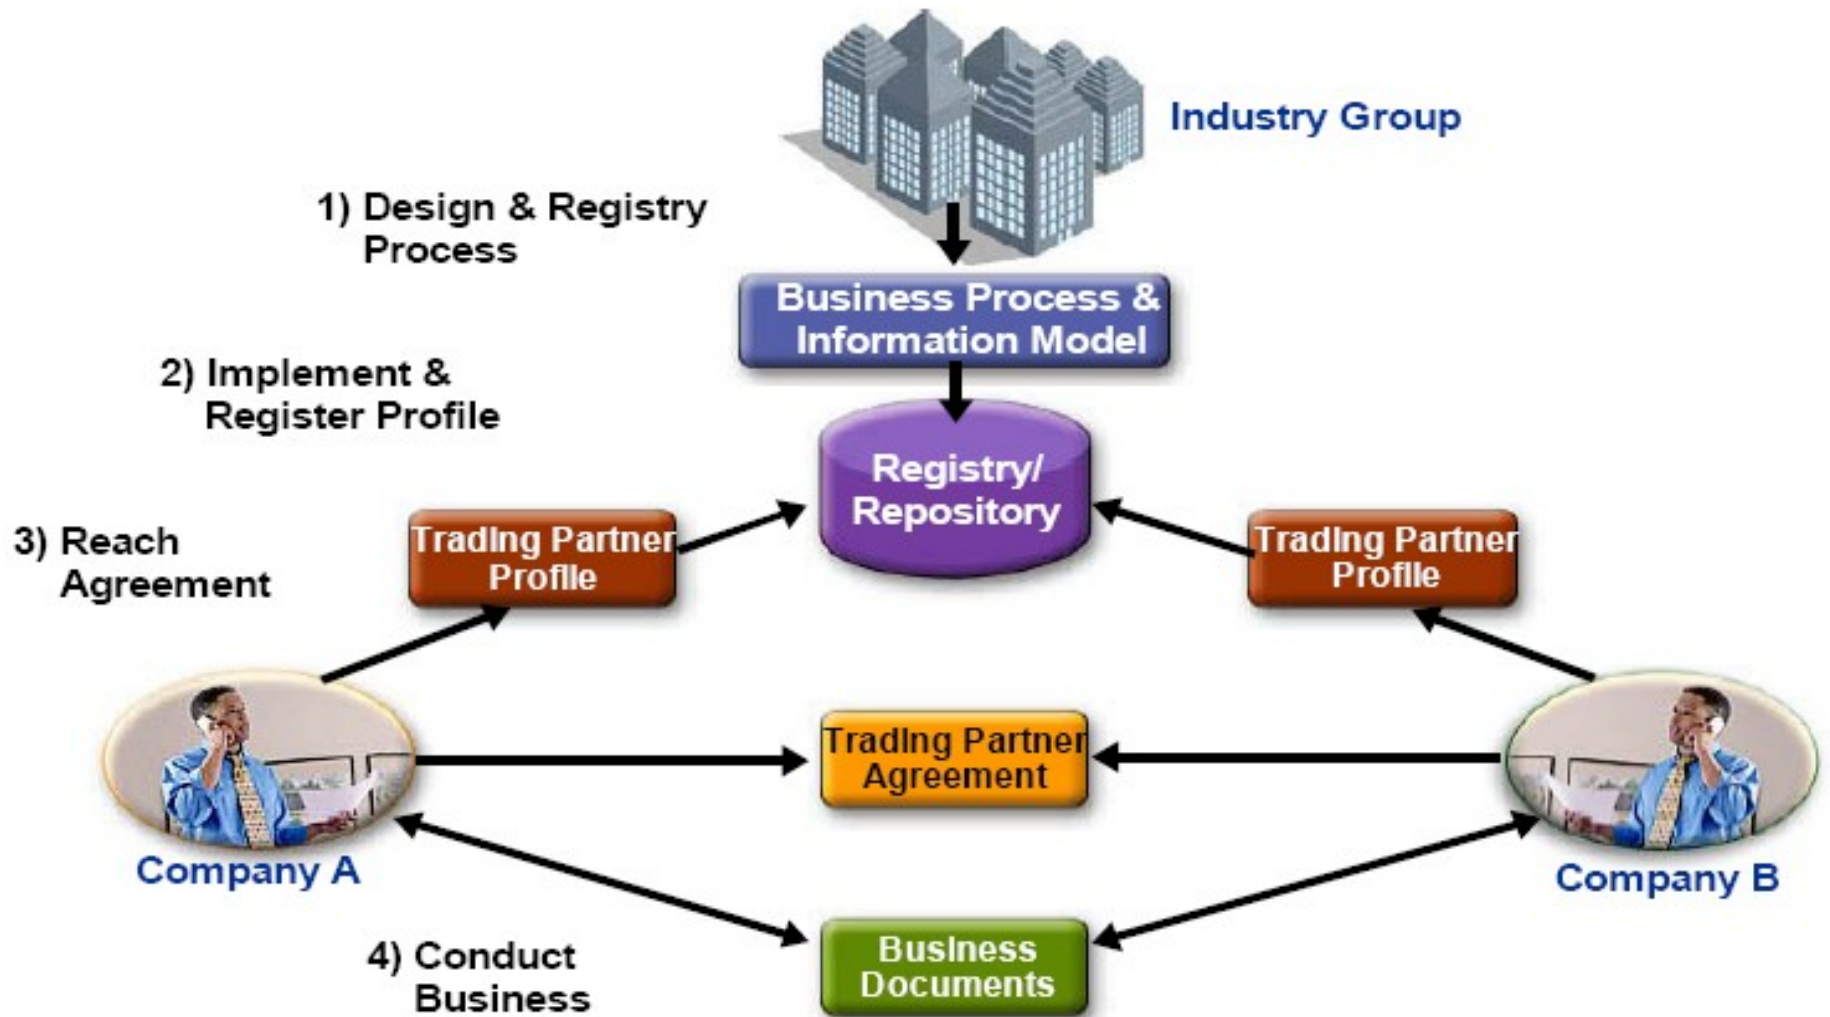 Industry Group
1) Design & Registry
Process
Business Process &
Information Model
2) Implement &
Register Profile
Registry/
Repository
3) Reach
Agreement
Trading Partner
Profile
Trading Partner
Profile
Trading Partner
Agreement
Company A
Company B
4) Conduct
Business
Business
Documents